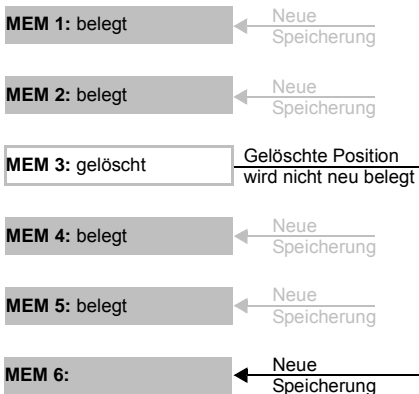 MEM 1: belegt
Neue
Speicherung
MEM 2: belegt
Neue
Speicherung
MEM 3: gelöscht
Gelöschte Position
wird nicht neu belegt
MEM 4: belegt
Neue
Speicherung
MEM 5: belegt
Neue
Speicherung
MEM 6:
Neue
Speicherung